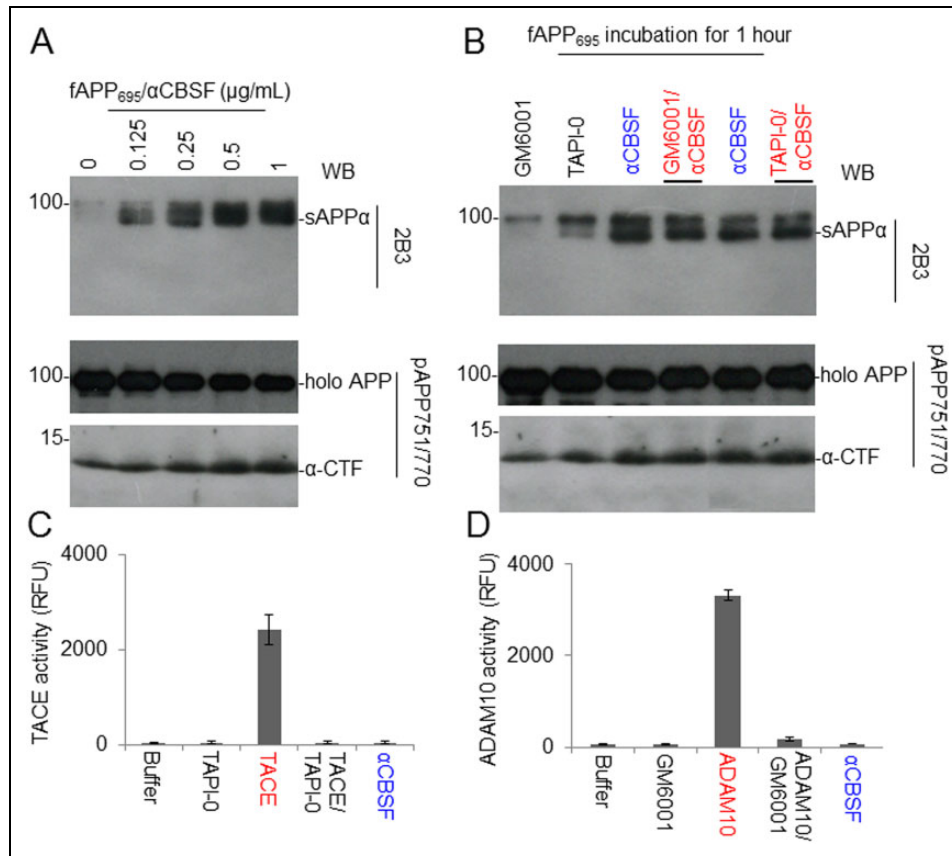 A
fAPP695/αCBSF (µg/mL)
0
0.125
0.25
0.5
1
WB
100
sAPPα
2B3
100
holo APP
15
α-CTF
pAPP751/770
B
fAPP695 incubation for 1 hour
GM6001
TAPI-0
αCBSF
GM6001/
αCBSF
αCBSF
TAPI-0/
αCBSF
WB
100
sAPPα
2B3
100
holo APP
15
α-CTF
pAPP751/770
C
TACE activity (RFU)
4000
2000
0
Buffer
TAPI-0
TACE
TACE/
TAPI-0
αCBSF
D
ADAM10 activity (RFU)
4000
2000
0
Buffer
GM6001
ADAM10
ADAM10/
GM6001
αCBSF